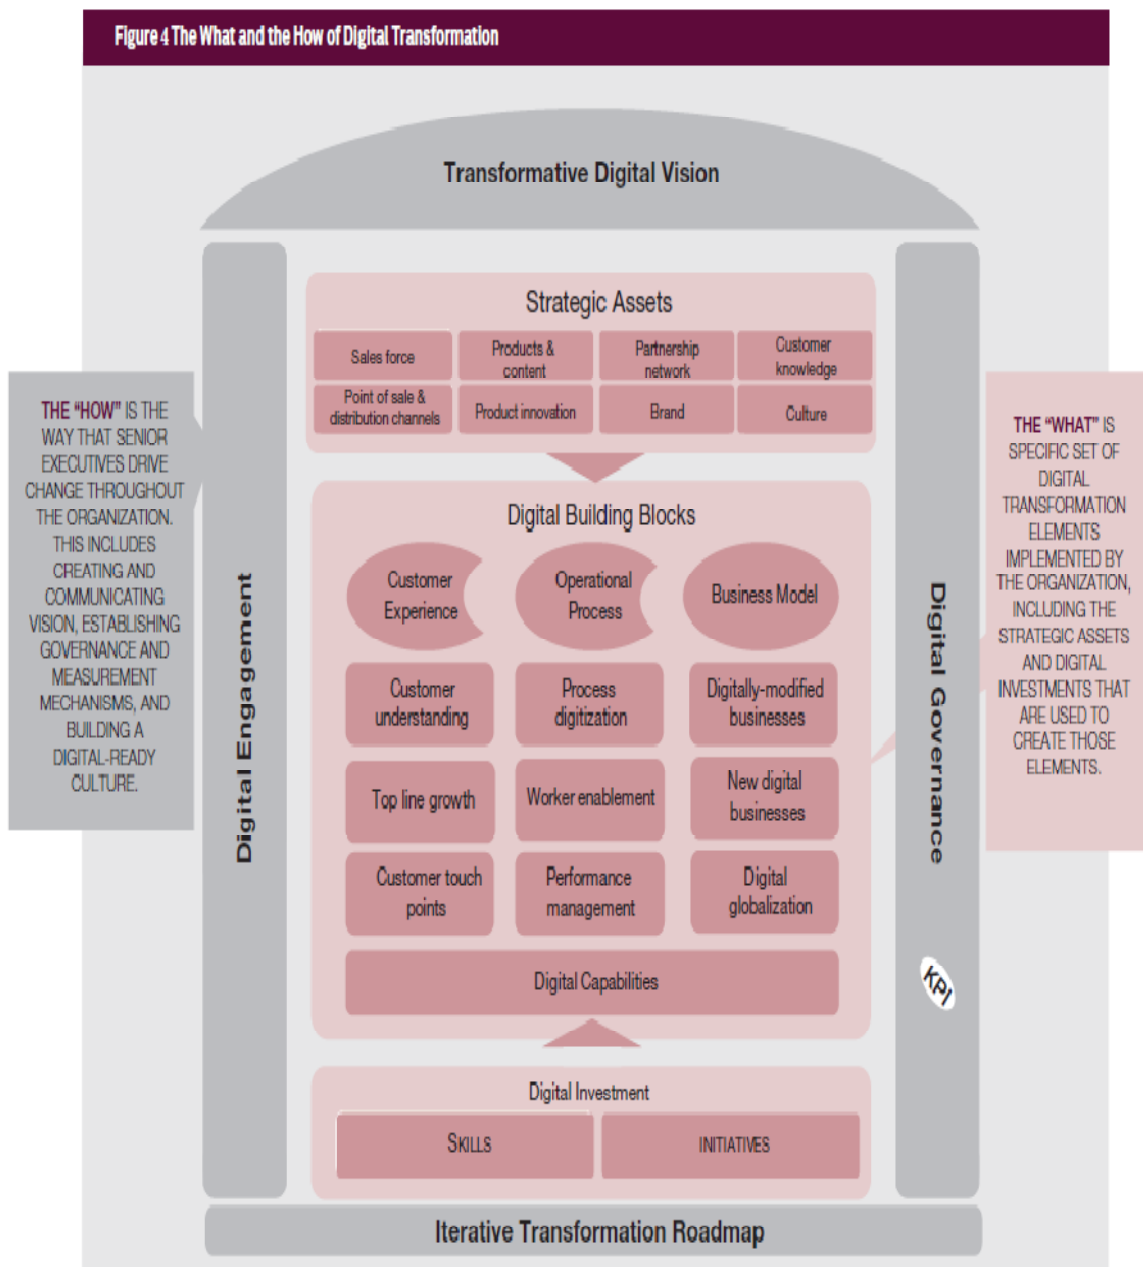 Figure 4 The What and the How of Digital Transformation
Transformative Digital Vision
THE “HOW” IS THE
WAY THAT SENIOR
EXECUTIVES DRIVE
CHANGE THROUGHOUT
THE ORGANIZATION.
THIS INCLUDES
CREATING AND
COMMUNICATING
VISION, ESTABLISHING
GOVERNANCE AND
MEASUREMENT
MECHANISMS, AND
BUILDING A
DIGITAL-READY
CULTURE.
Digital Engagement
Strategic Assets
Sales force
Products &
content
Partnership
network
Customer
knowledge
Point of sale &
distribution channels
Product innovation
Brand
Culture
Digital Building Blocks
Customer
Experience
Operational
Process
Business Model
Customer
understanding
Process
digitization
Digitally-modified
businesses
Top line growth
Worker enablement
New digital
businesses
Customer touch
points
Performance
management
Digital
globalization
Digital Capabilities
Digital Investment
SKILLS
INITIATIVES
Digital Governance
KPI
THE “WHAT” IS
SPECIFIC SET OF
DIGITAL
TRANSFORMATION
ELEMENTS
IMPLEMENTED BY
THE ORGANIZATION,
INCLUDING THE
STRATEGIC ASSETS
AND DIGITAL
INVESTMENTS THAT
ARE USED TO
CREATE THOSE
ELEMENTS.
Iterative Transformation Roadmap